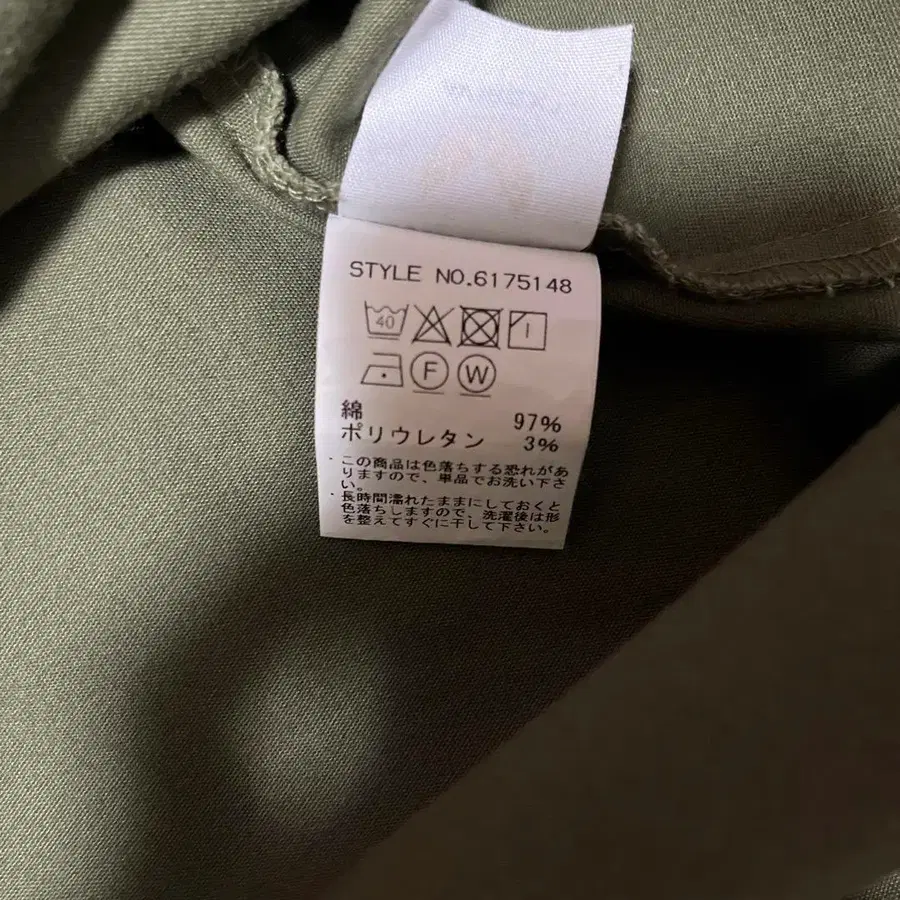 STYLE NO.6175148
40
F W
綿 97%
ポリウレタン 3%
・この商品は色落ちする恐れがあ
りますので、単品でお洗い下さ
い。
・長時間濡れたままにしておくと
色落ちしますので、洗濯後は形
を整えてすぐに干して下さい。